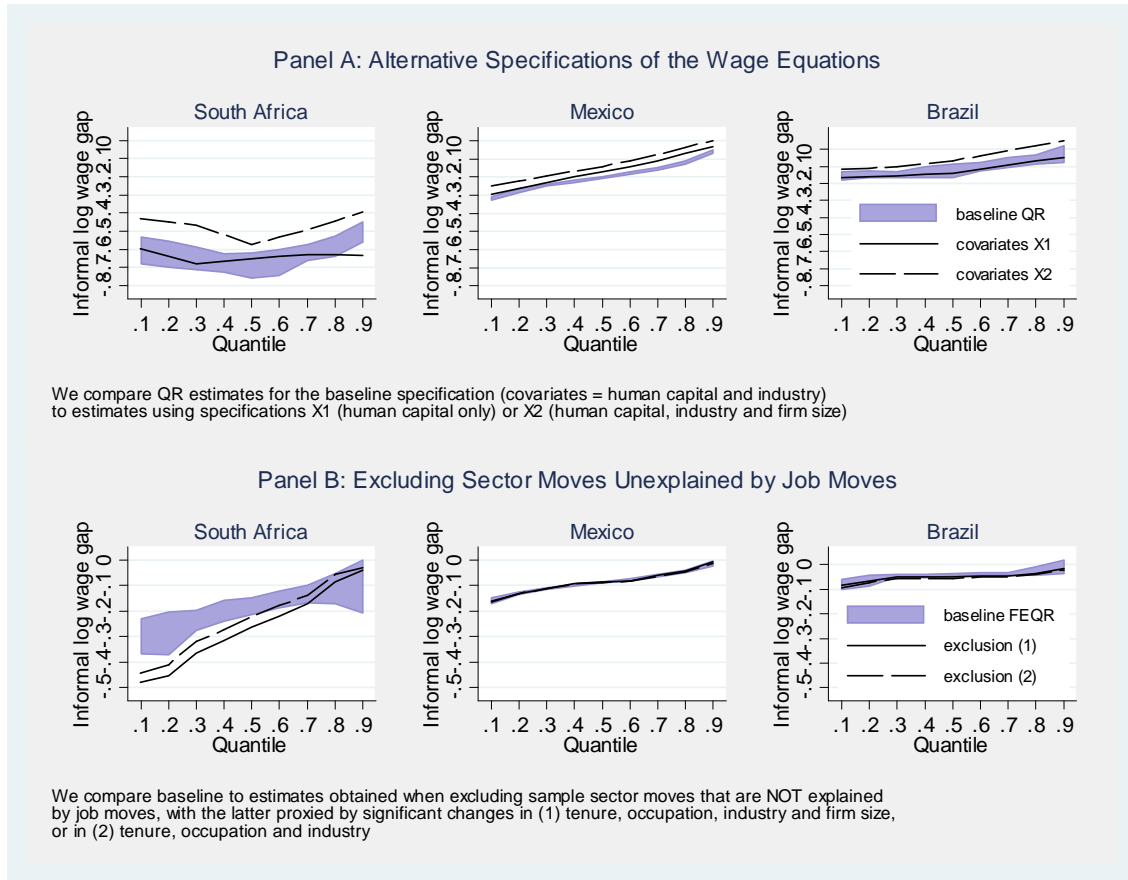 Panel A: Alternative Specifications of the Wage Equations
South Africa
Informal log wage gap
-.8-.7-.6-.5-.4-.3-.2-.10
.1 .2 .3 .4 .5 .6 .7 .8 .9
Quantile
Mexico
Informal log wage gap
-.8-.7-.6-.5-.4-.3-.2-.10
.1 .2 .3 .4 .5 .6 .7 .8 .9
Quantile
Brazil
Informal log wage gap
-.8-.7-.6-.5-.4-.3-.2-.10
baseline QR
covariates X1
covariates X2
.1 .2 .3 .4 .5 .6 .7 .8 .9
Quantile
We compare QR estimates for the baseline specification (covariates = human capital and industry)
to estimates using specifications X1 (human capital only) or X2 (human capital, industry and firm size)
Panel B: Excluding Sector Moves Unexplained by Job Moves
South Africa
Informal log wage gap
-.5-.4-.3-.2-.1 0
.1 .2 .3 .4 .5 .6 .7 .8 .9
Quantile
Mexico
Informal log wage gap
-.5-.4-.3-.2-.1 0
.1 .2 .3 .4 .5 .6 .7 .8 .9
Quantile
Brazil
Informal log wage gap
-.5-.4-.3-.2-.1 0
baseline FEQR
exclusion (1)
exclusion (2)
.1 .2 .3 .4 .5 .6 .7 .8 .9
Quantile
We compare baseline to estimates obtained when excluding sample sector moves that are NOT explained
by job moves, with the latter proxied by significant changes in (1) tenure, occupation, industry and firm size,
or in (2) tenure, occupation and industry